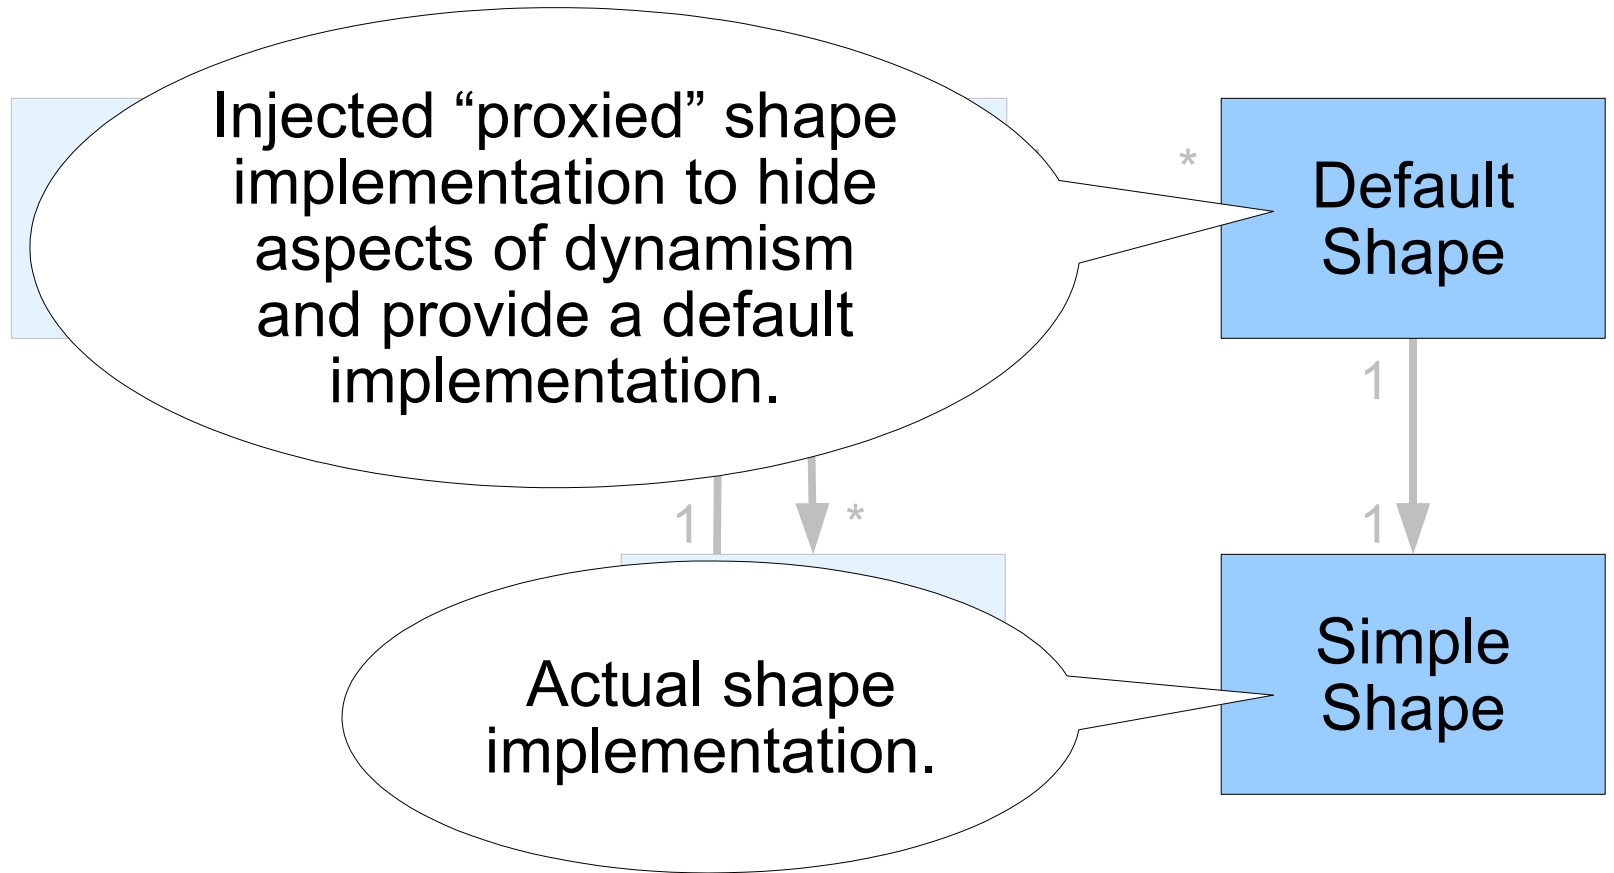 Injected “proxied” shape
implementation to hide
aspects of dynamism
and provide a default
implementation.
*
Default
Shape
1
1
*
1
Actual shape
implementation.
Simple
Shape